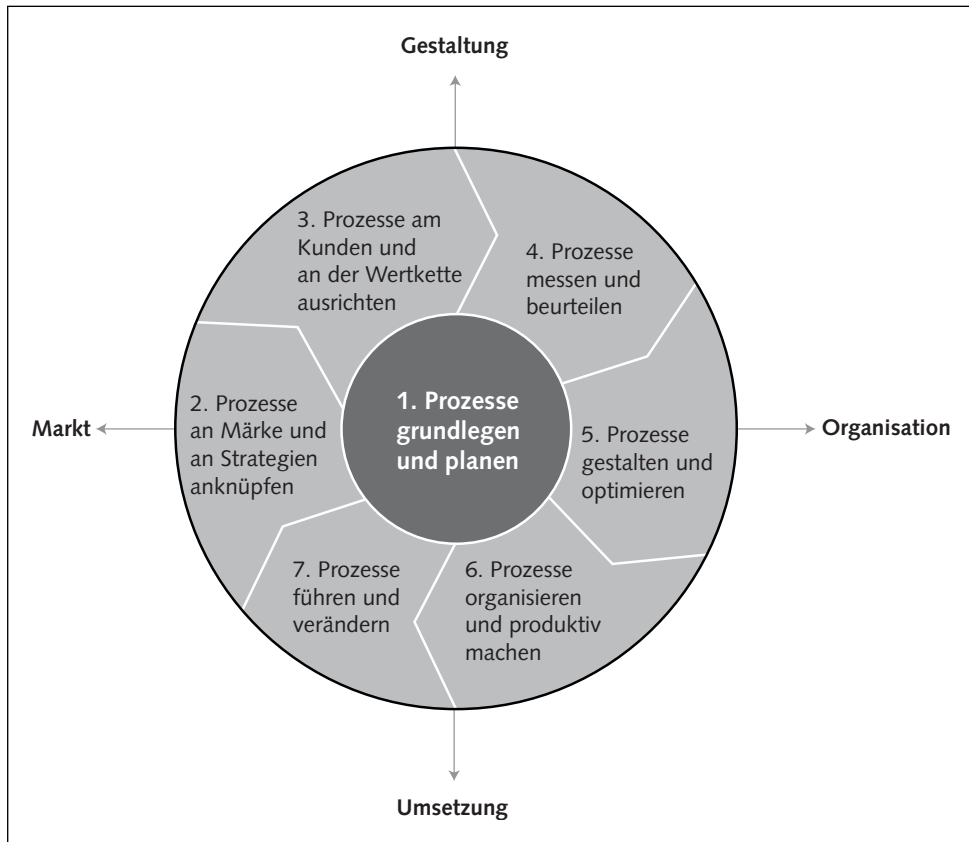 Gestaltung
3. Prozesse am
Kunden und
an der Wertkette
ausrichten
4. Prozesse
messen und
beurteilen
1. Prozesse
grundlegen
und planen
2. Prozesse
an Märke und
an Strategien
anknüpfen
Markt
Organisation
5. Prozesse
gestalten und
optimieren
7. Prozesse
führen und
verändern
6. Prozesse
organisieren
und produktiv
machen
Umsetzung